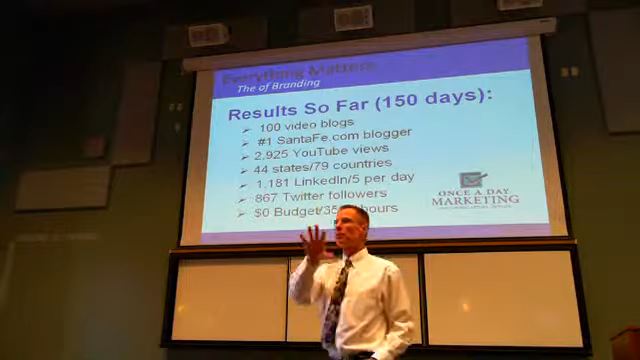 Everything Matters
The of Branding
Results So Far (150 days):
100 video blogs
#1 SantaFe.com blogger
2,925 YouTube views
44 states/79 countries
1,181 LinkedIn/5 per day
867 Twitter followers
$0 Budget/ hours
ONCE A DAY
MARKETING